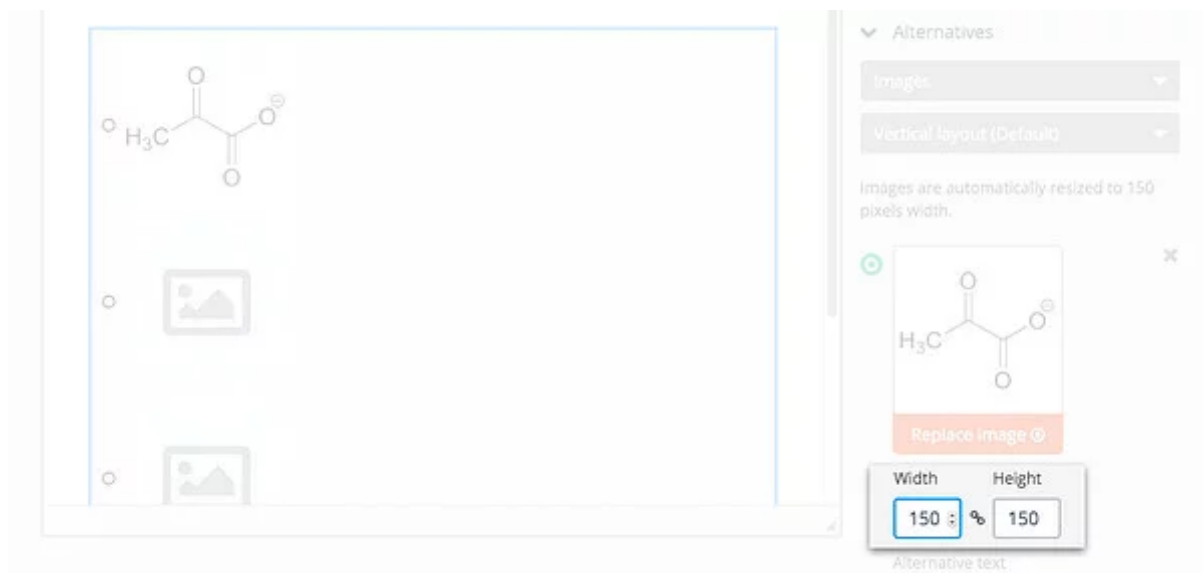 O
O⊖
H₃C
O
Alternatives
Images
Vertical layout (Default)
Images are automatically resized to 150
pixels width.
O
O⊖
H₃C
O
Replace image
Width Height
150 150
Alternative text